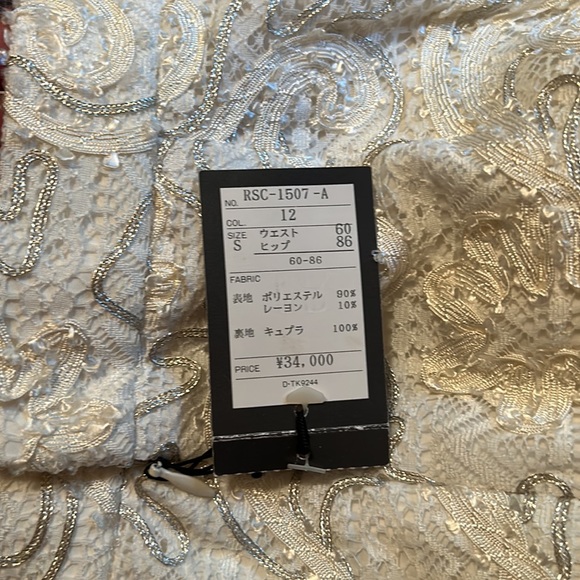 NO. RSC-1507-A
COL. 12
SIZE ウエスト 60
S ヒップ 86
60-86
FABRIC
表地 ポリエステル 90%
レーヨン 10%
裏地 キュプラ 100%
PRICE ¥34,000
D-TK9244